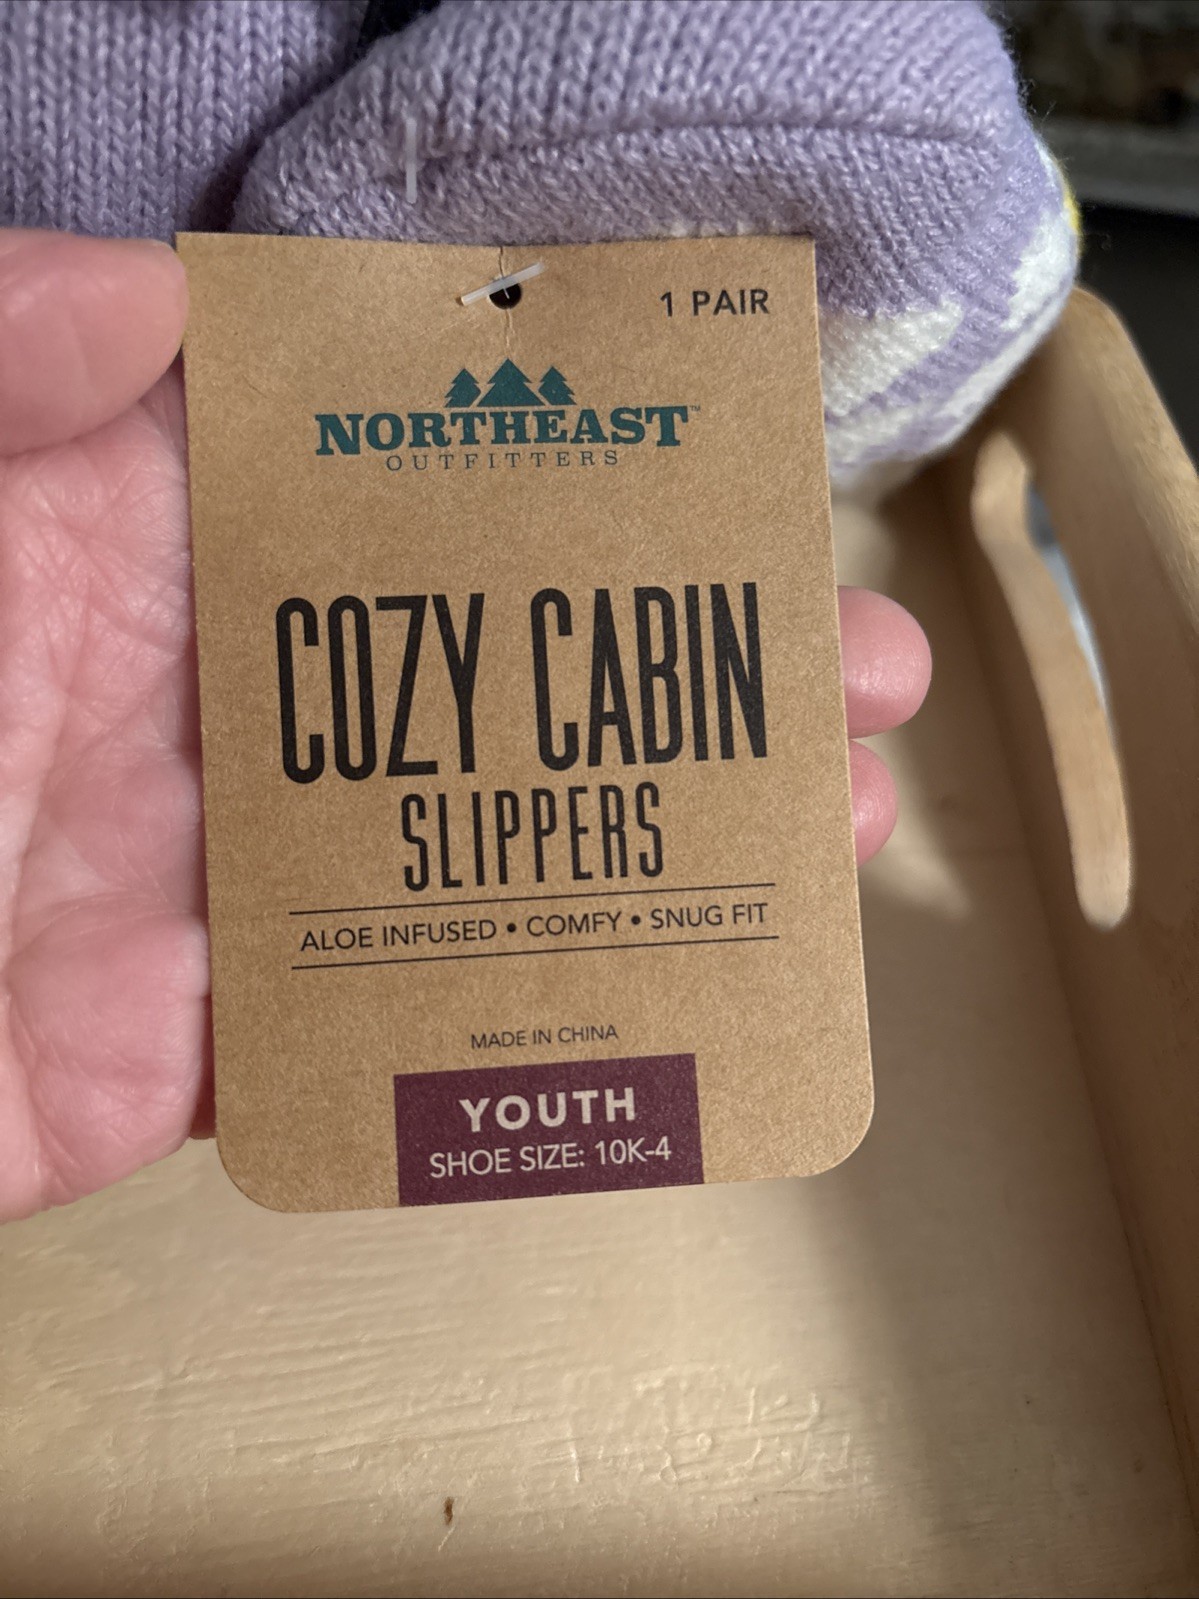 1 PAIR
NORTHEAST™
OUTFITTERS
COZY CABIN
SLIPPERS
ALOE INFUSED • COMFY • SNUG FIT
MADE IN CHINA
YOUTH
SHOE SIZE: 10K-4